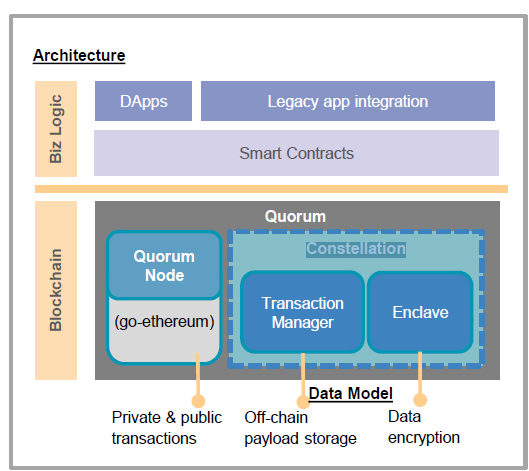 Architecture
Biz Logic
DApps
Legacy app integration
Smart Contracts
Blockchain
Quorum
Quorum
Node
(go-ethereum)
Constellation
Transaction
Manager
Enclave
Data Model
Private & public
transactions
Off-chain
payload storage
Data
encryption